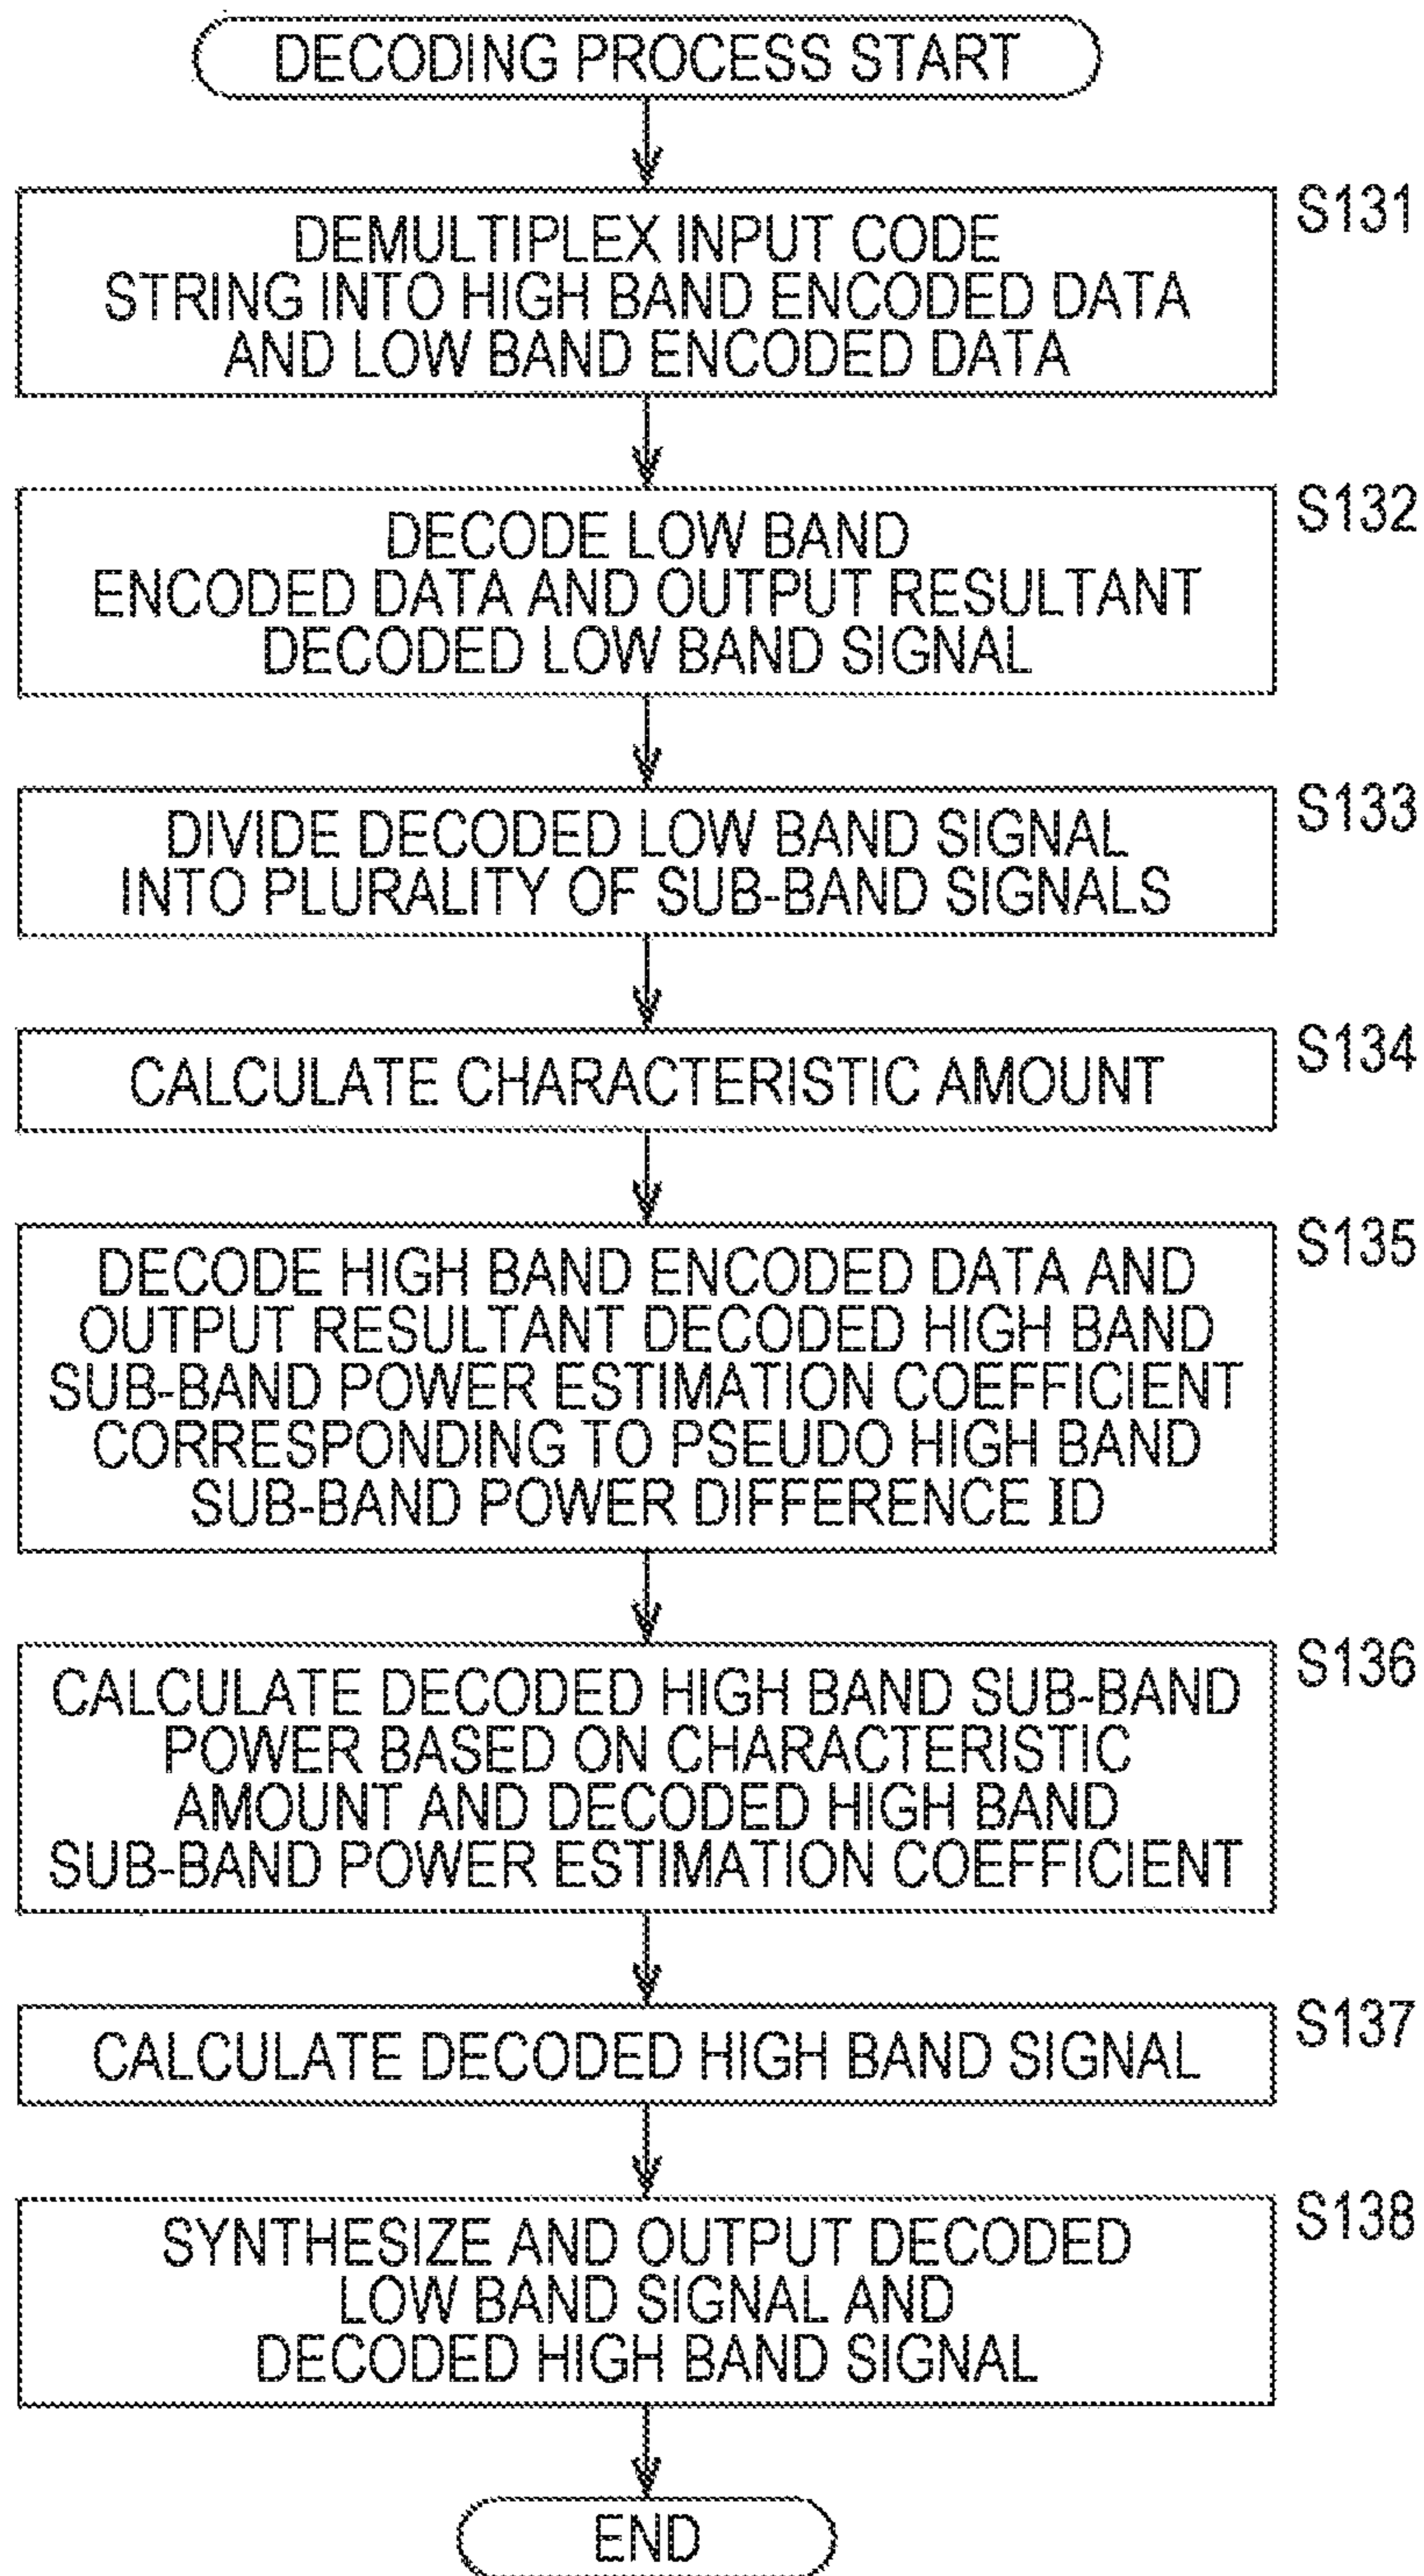 DECODING PROCESS START
S131
DEMULTIPLEX INPUT CODE
STRING INTO HIGH BAND ENCODED DATA
AND LOW BAND ENCODED DATA
S132
DECODE LOW BAND
ENCODED DATA AND OUTPUT RESULTANT
DECODED LOW BAND SIGNAL
S133
DIVIDE DECODED LOW BAND SIGNAL
INTO PLURALITY OF SUB-BAND SIGNALS
S134
CALCULATE CHARACTERISTIC AMOUNT
S135
DECODE HIGH BAND ENCODED DATA AND
OUTPUT RESULTANT DECODED HIGH BAND
SUB-BAND POWER ESTIMATION COEFFICIENT
CORRESPONDING TO PSEUDO HIGH BAND
SUB-BAND POWER DIFFERENCE ID
S136
CALCULATE DECODED HIGH BAND SUB-BAND
POWER BASED ON CHARACTERISTIC
AMOUNT AND DECODED HIGH BAND
SUB-BAND POWER ESTIMATION COEFFICIENT
S137
CALCULATE DECODED HIGH BAND SIGNAL
S138
SYNTHESIZE AND OUTPUT DECODED
LOW BAND SIGNAL AND
DECODED HIGH BAND SIGNAL
END